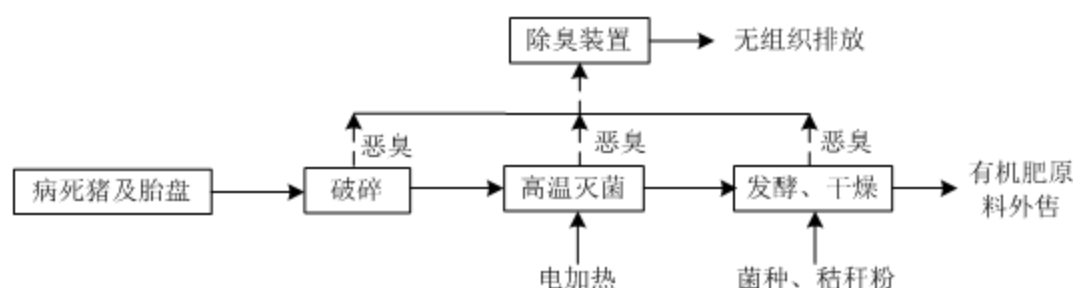 除臭装置
无组织排放
恶臭
恶臭
恶臭
病死猪及胎盘
破碎
高温灭菌
发酵、干燥
有机肥原
料外售
电加热
菌种、秸秆粉